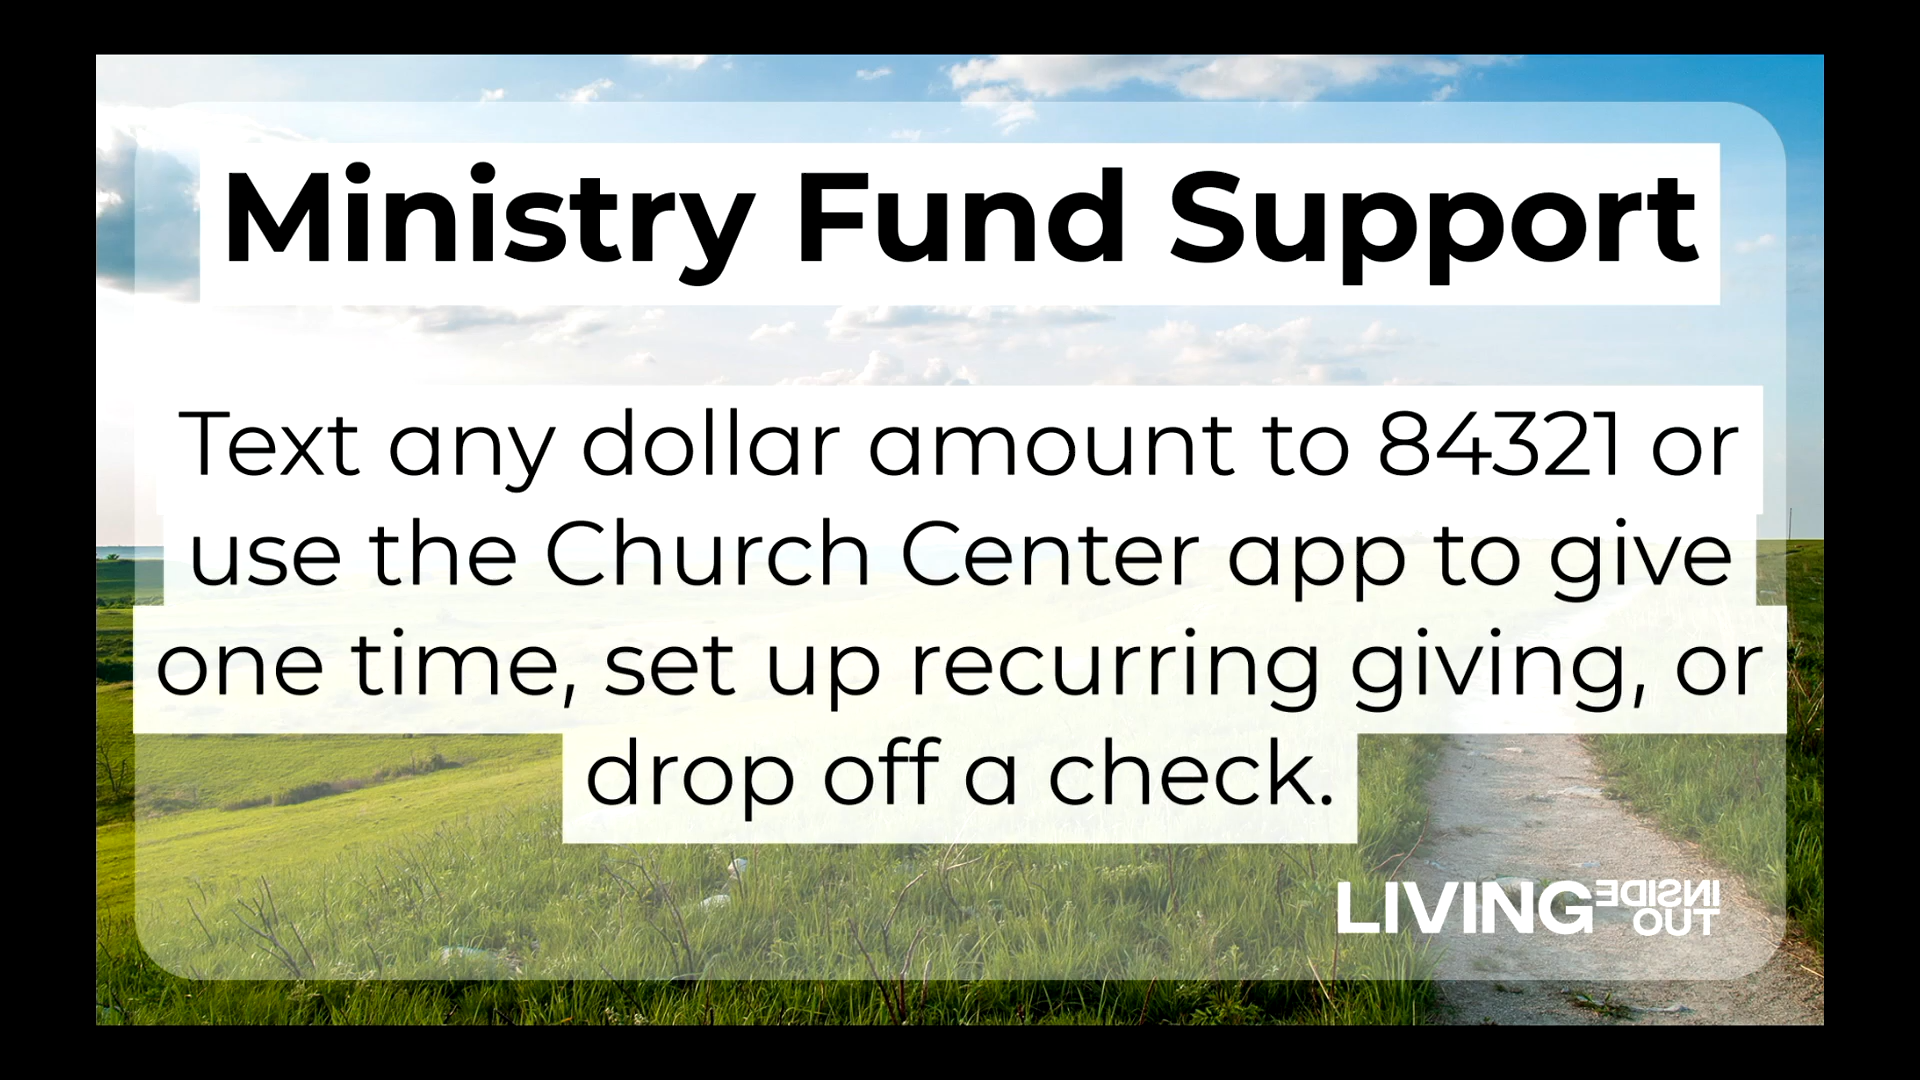 Ministry Fund Support
Text any dollar amount to 84321 or
use the Church Center app to give
one time, set up recurring giving, or
drop off a check.
LIVING INSIDE
OUT